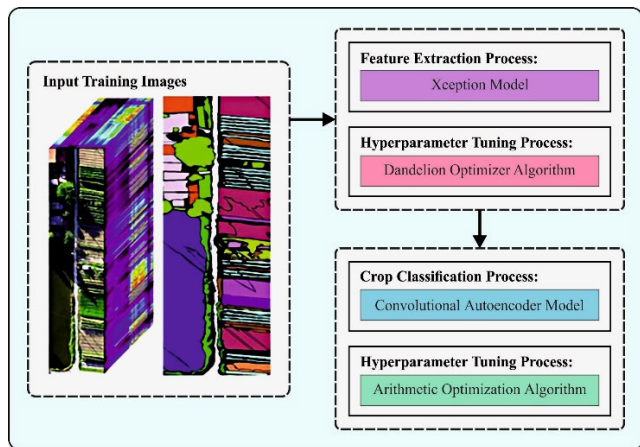 Input Training Images
Feature Extraction Process:
Xception Model
Hyperparameter Tuning Process:
Dandelion Optimizer Algorithm
Crop Classification Process:
Convolutional Autoencoder Model
Hyperparameter Tuning Process:
Arithmetic Optimization Algorithm